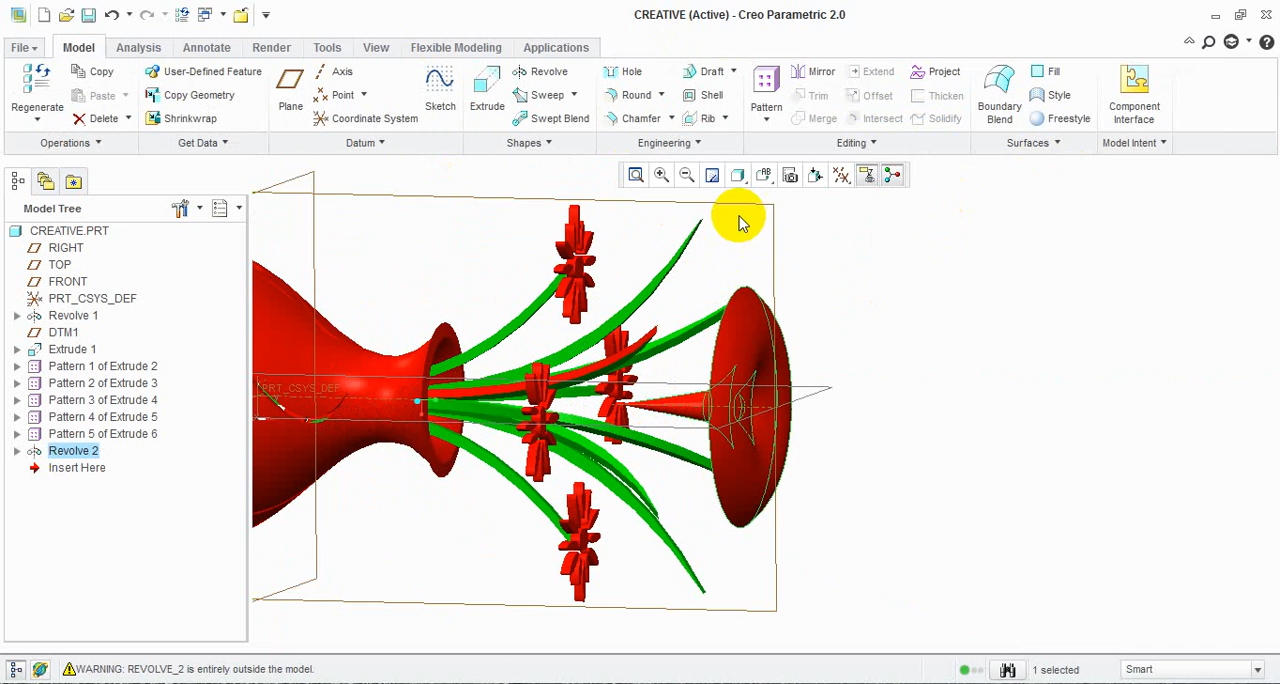 CREATIVE (Active) - Creo Parametric 2.0
File Model Analysis Annotate Render Tools View Flexible Modeling Applications
Regenerate
Copy
Paste
Delete
Operations
User-Defined Feature
Copy Geometry
Shrinkwrap
Get Data
Plane
Axis
Point
Coordinate System
Datum
Sketch
Extrude
Revolve
Sweep
Swept Blend
Shapes
Hole
Round
Chamfer
Draft
Shell
Rib
Engineering
Pattern
Mirror
Trim
Merge
Extend
Offset
Intersect
Project
Thicken
Solidify
Editing
Boundary
Blend
Fill
Style
Freestyle
Surfaces
Component
Interface
Model Intent
Model Tree
CREATIVE.PRT
RIGHT
TOP
FRONT
PRT_CSYS_DEF
Revolve 1
DTM1
Extrude 1
Pattern 1 of Extrude 2
Pattern 2 of Extrude 3
Pattern 3 of Extrude 4
Pattern 4 of Extrude 5
Pattern 5 of Extrude 6
Revolve 2
Insert Here
PRT_CSYS_DEF
WARNING: REVOLVE_2 is entirely outside the model.
1 selected
Smart